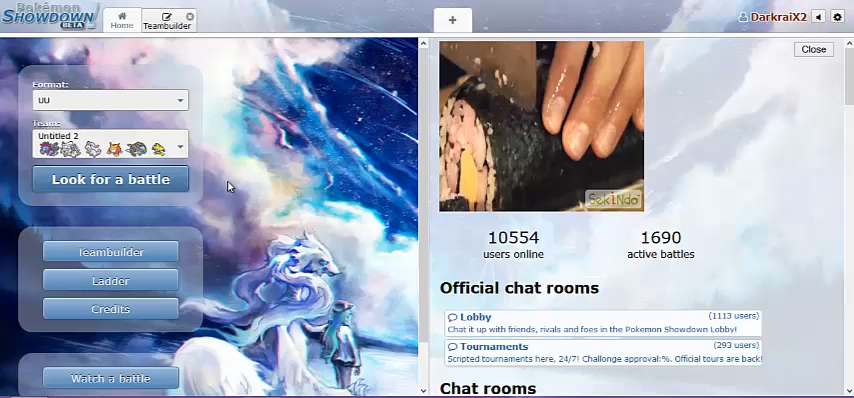 Pokémon
SHOWDOWN
BETA
Home
Teambuilder
+
DarkraiX2
Close
Format:
UU
Team:
Untitled 2
Look for a battle
Teambuilder
Ladder
Credits
Watch a battle
SekiNdo
10554
users online
1690
active battles
Official chat rooms
Lobby (1113 users)
Chat it up with friends, rivals and foes in the Pokemon Showdown Lobby!
Tournaments (293 users)
Scripted tournaments here, 24/7! Challonge approval:%. Official tours are back!
Chat rooms